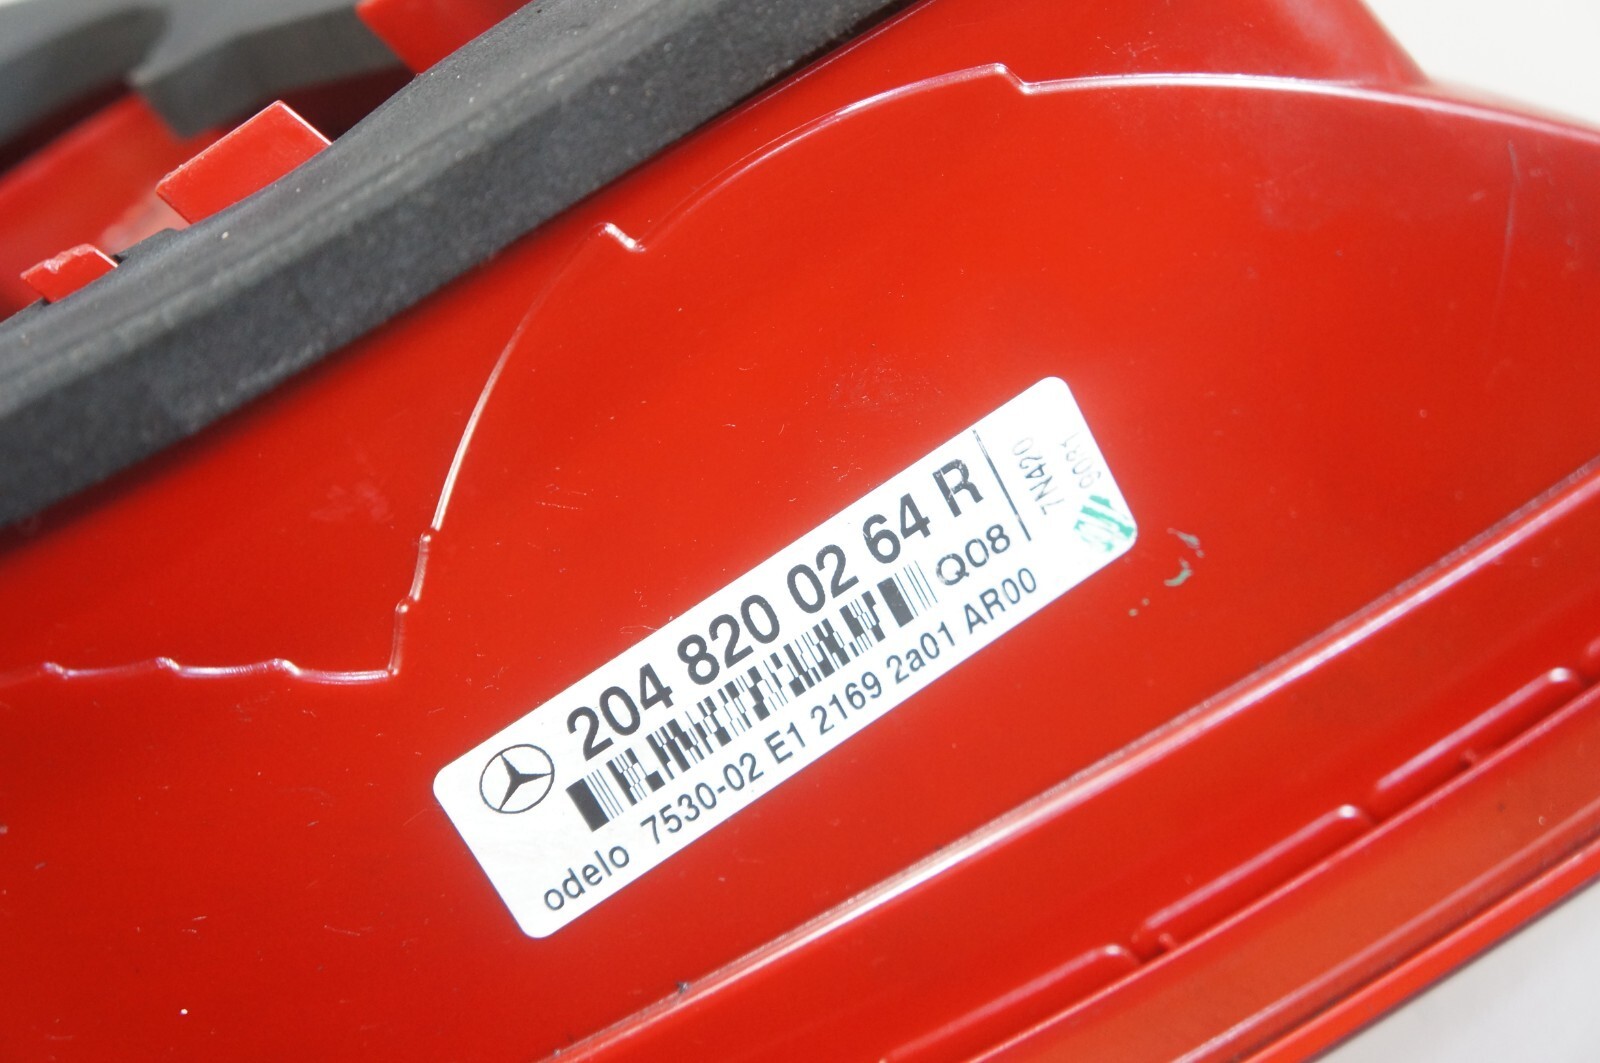 204 820 02 64 R
Q08
odelo 7530-02 E1 2169 2a01 AR00
7N420